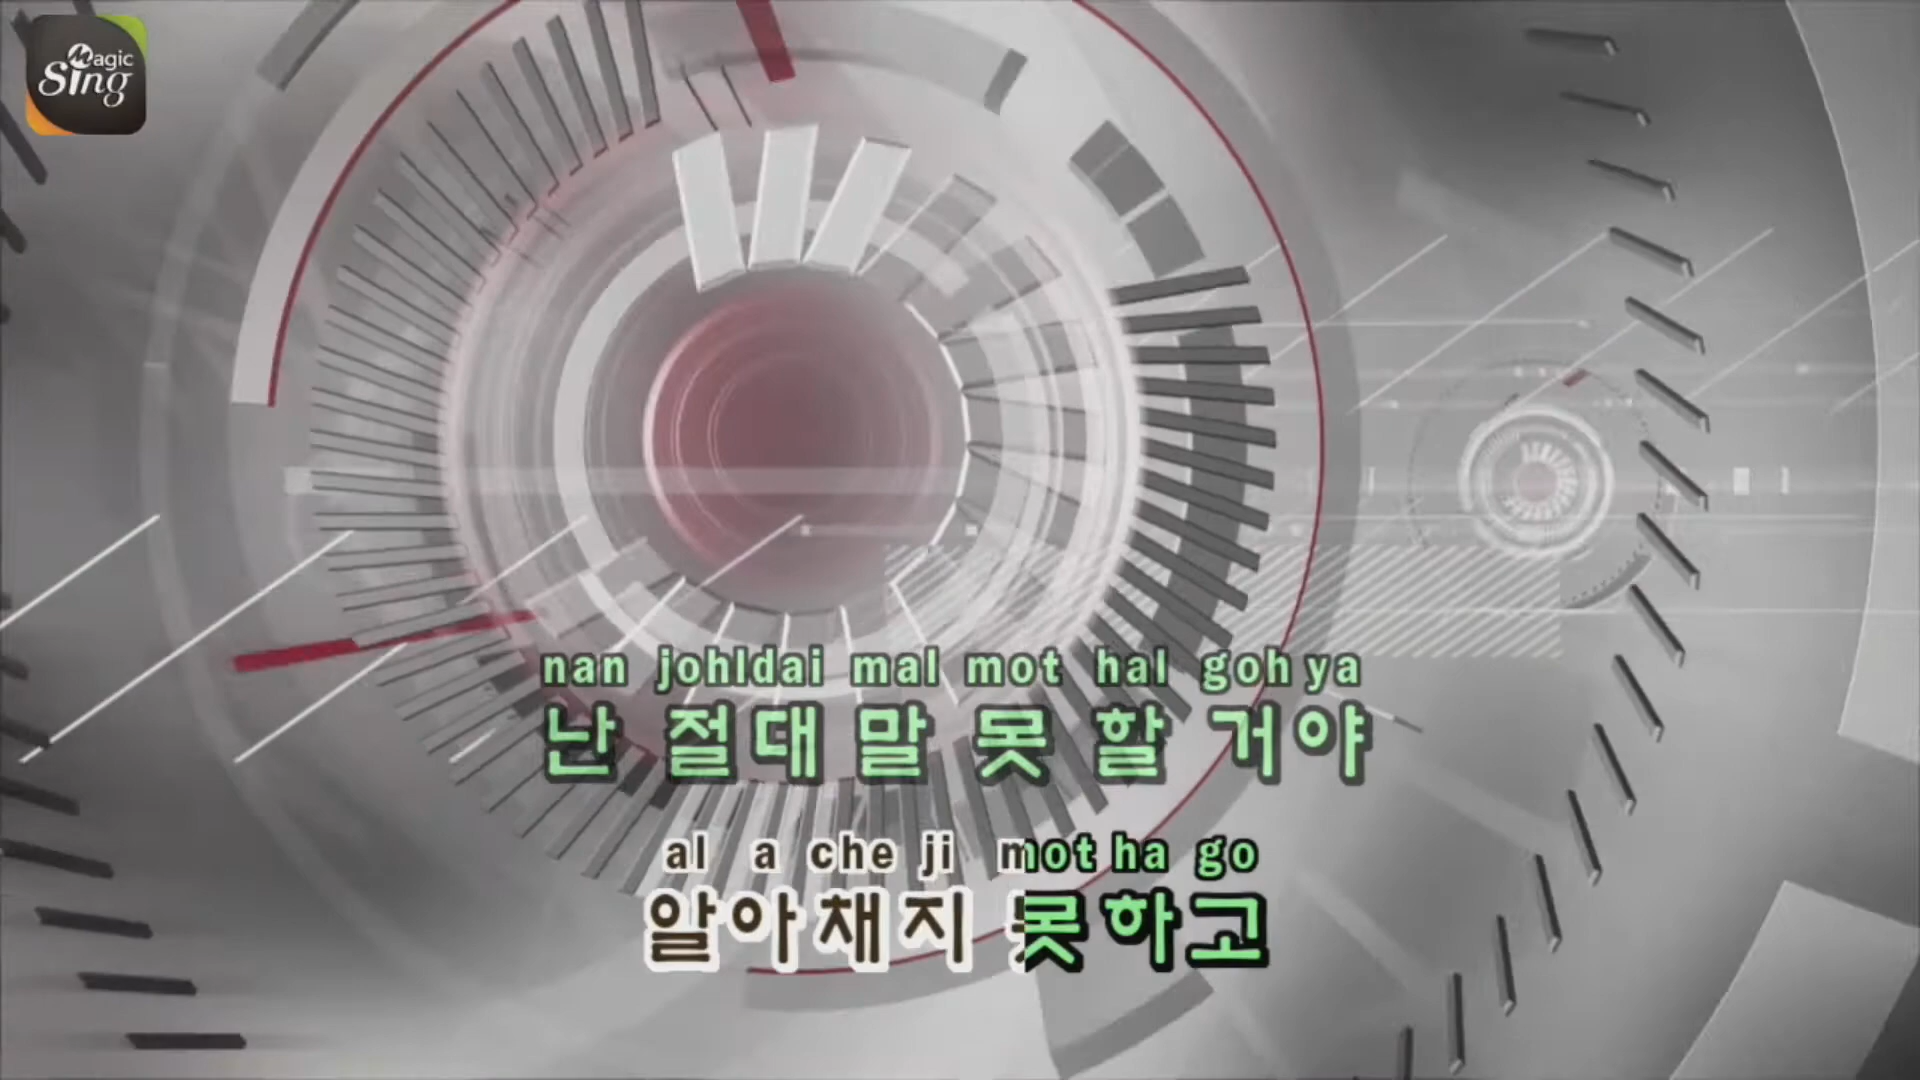 Magic
Sing
nan johldai mal mot hal goh ya
난 절대 말 못 할 거야
al a che ji mot ha go
알아채지 못하고